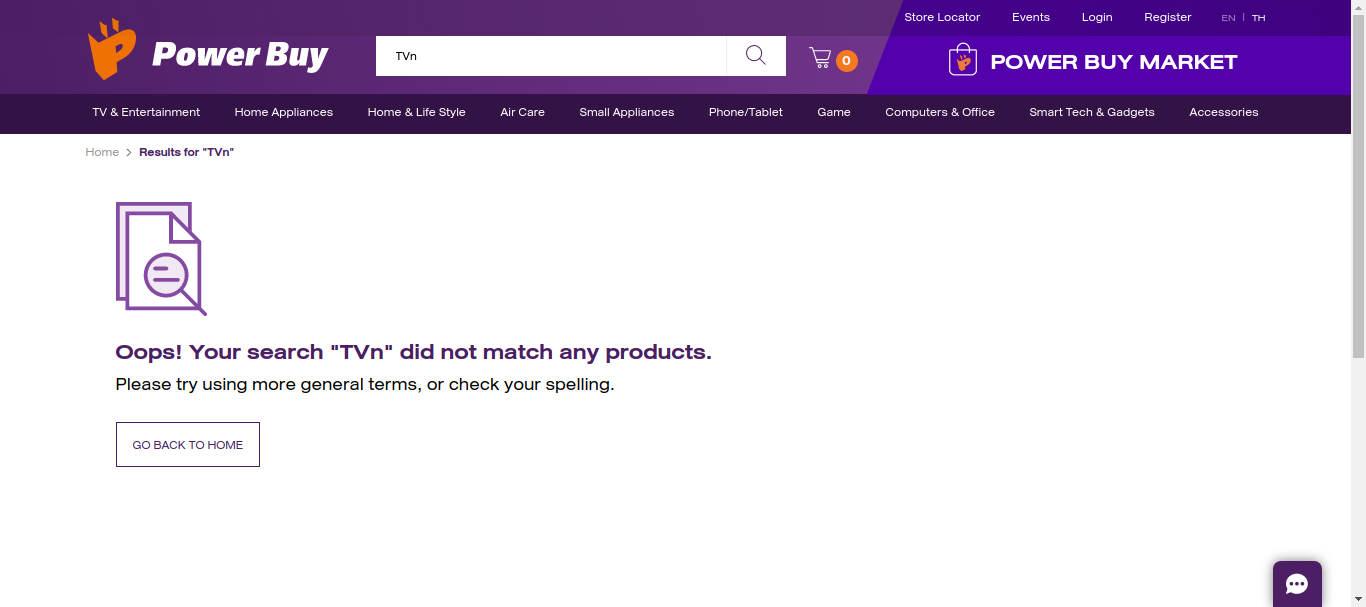 Store Locator Events Login Register EN | TH
Power Buy TVn 0 POWER BUY MARKET
TV & Entertainment Home Appliances Home & Life Style Air Care Small Appliances Phone/Tablet Game Computers & Office Smart Tech & Gadgets Accessories
Home > Results for "TVn"
Oops! Your search "TVn" did not match any products.
Please try using more general terms, or check your spelling.
GO BACK TO HOME